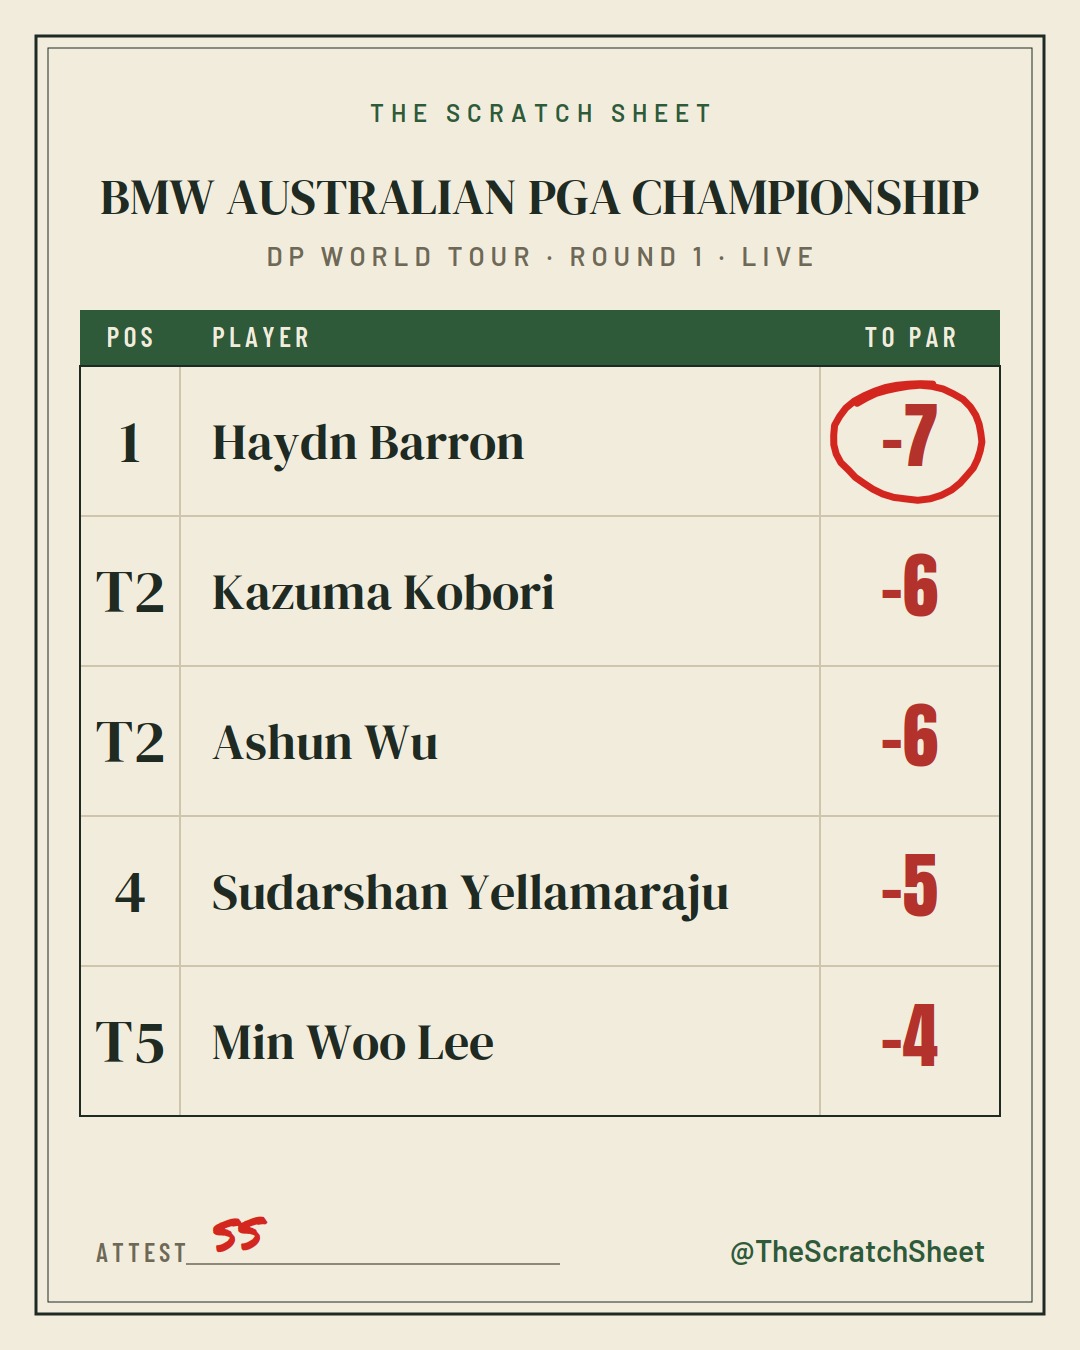 THE SCRATCH SHEET
BMW AUSTRALIAN PGA CHAMPIONSHIP
DP WORLD TOUR · ROUND 1 · LIVE
POS PLAYER TO PAR
1 Haydn Barron -7
T2 Kazuma Kobori -6
T2 Ashun Wu -6
4 Sudarshan Yellamaraju -5
T5 Min Woo Lee -4
ATTEST SS @TheScratchSheet